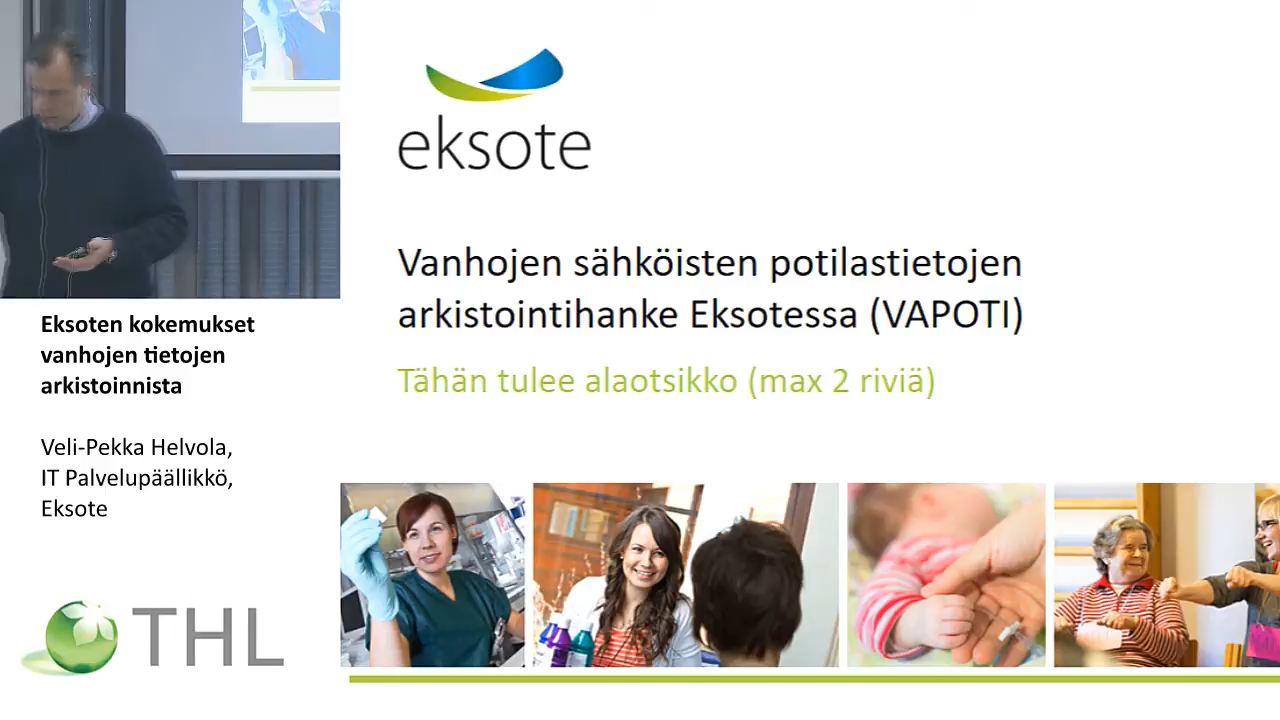 eksote
Vanhojen sähköisten potilastietojen
arkistointihanke Eksotessa (VAPOTI)
Tähän tulee alaotsikko (max 2 riviä)
Eksoten kokemukset
vanhojen tietojen
arkistoinnista
Veli-Pekka Helvola,
IT Palvelupäällikkö,
Eksote
THL